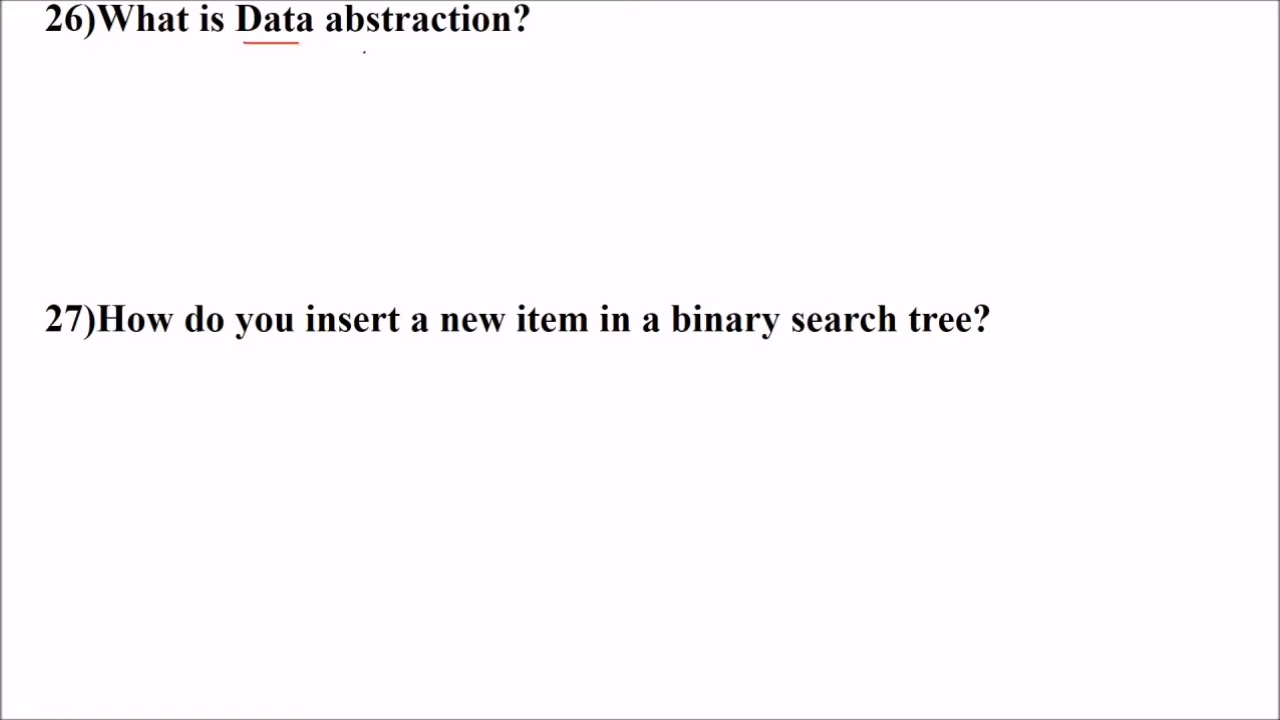 26)What is Data abstraction?
27)How do you insert a new item in a binary search tree?